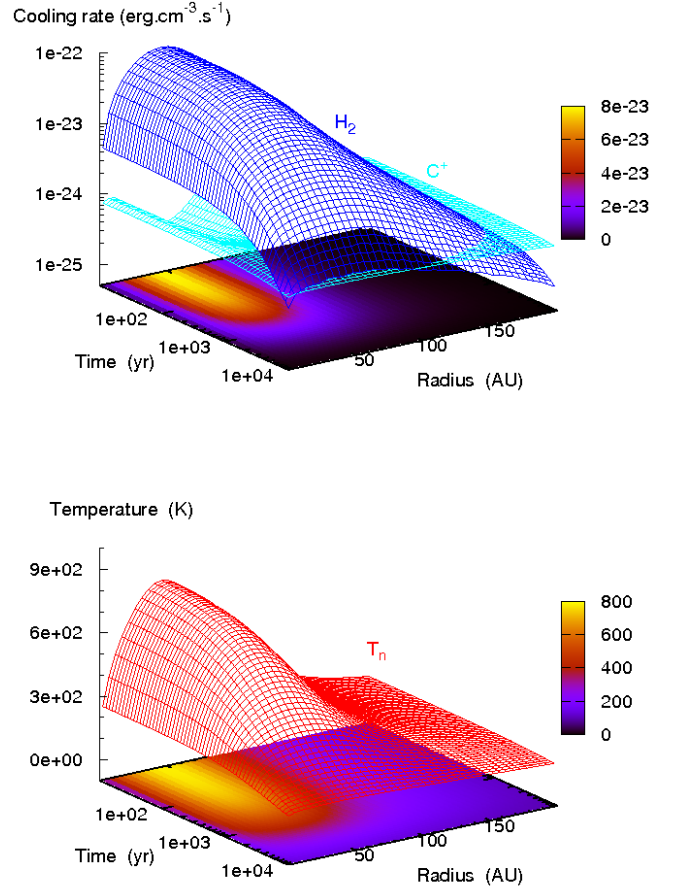 Cooling rate (erg.cm⁻³.s⁻¹)
1e-22
1e-23
1e-24
1e-25
H₂
C⁺
8e-23
6e-23
4e-23
2e-23
0
1e+02
1e+03
1e+04
Time (yr)
50
100
150
Radius (AU)
Temperature (K)
9e+02
6e+02
3e+02
0e+00
Tₙ
800
600
400
200
0
1e+02
1e+03
1e+04
Time (yr)
50
100
150
Radius (AU)